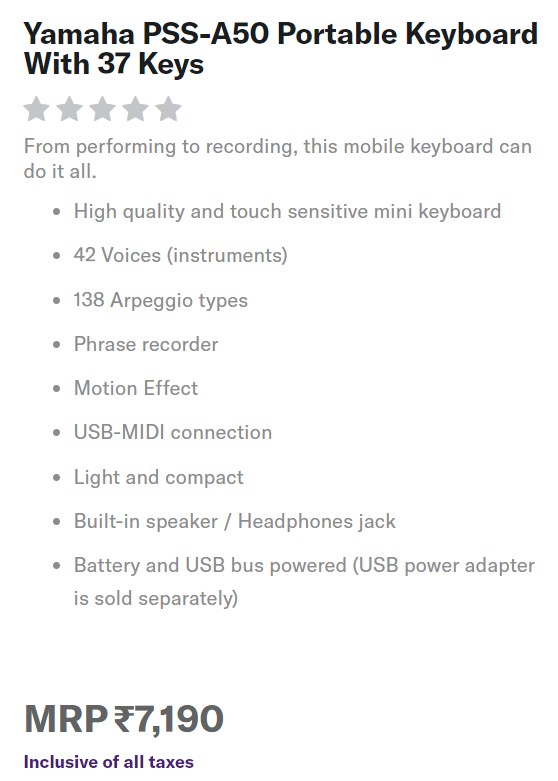 Yamaha PSS-A50 Portable Keyboard
With 37 Keys
From performing to recording, this mobile keyboard can
do it all.
• High quality and touch sensitive mini keyboard
• 42 Voices (instruments)
• 138 Arpeggio types
• Phrase recorder
• Motion Effect
• USB-MIDI connection
• Light and compact
• Built-in speaker / Headphones jack
• Battery and USB bus powered (USB power adapter
is sold separately)
MRP ₹7,190
Inclusive of all taxes